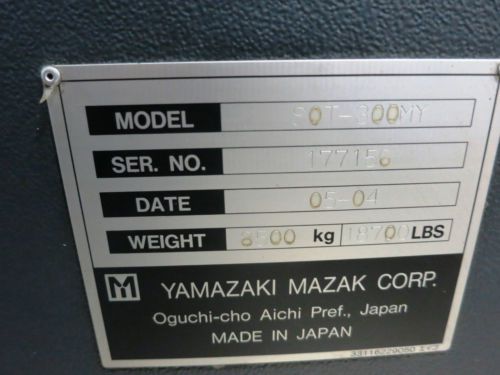 MODEL SQT-300MY
SER. NO. 177156
DATE 05-04
WEIGHT 8500 kg 18700 LBS
M YAMAZAKI MAZAK CORP.
Oguchi-cho Aichi Pref., Japan
MADE IN JAPAN
33116229050